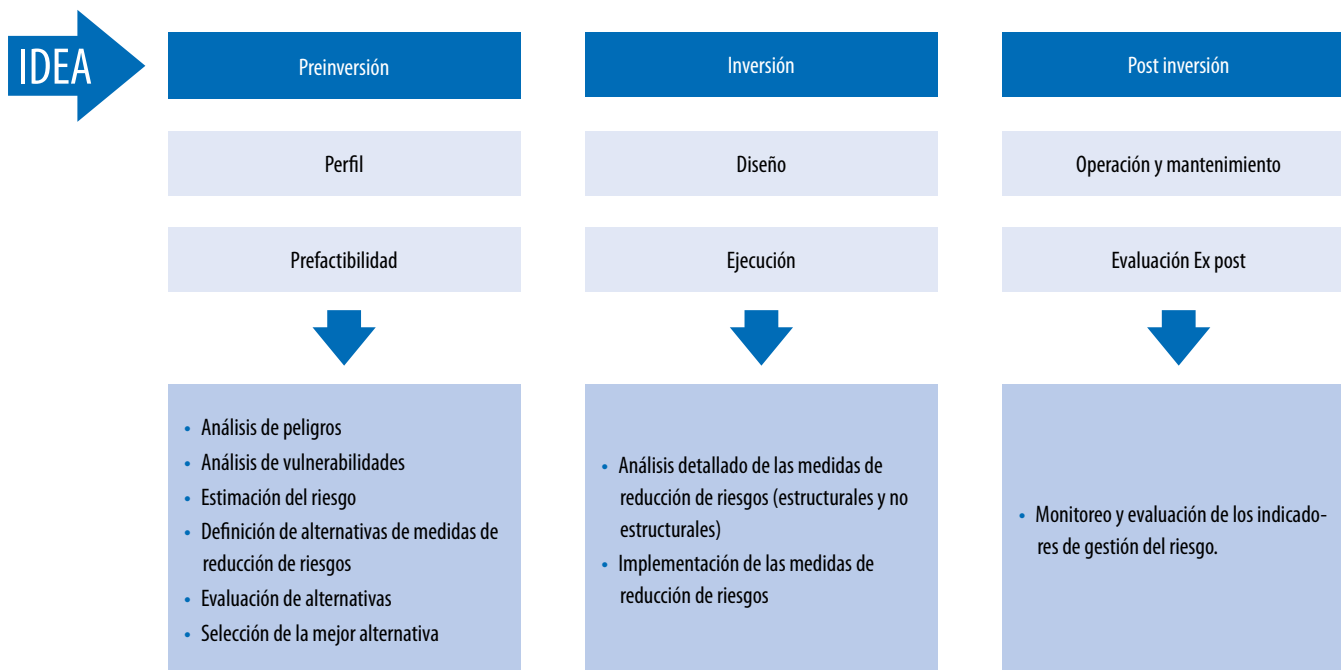 IDEA
Preinversión
Perfil
Prefactibilidad
• Análisis de peligros
• Análisis de vulnerabilidades
• Estimación del riesgo
• Definición de alternativas de medidas de
reducción de riesgos
• Evaluación de alternativas
• Selección de la mejor alternativa
Inversión
Diseño
Ejecución
• Análisis detallado de las medidas de
reducción de riesgos (estructurales y no
estructurales)
• Implementación de las medidas de
reducción de riesgos
Post inversión
Operación y mantenimiento
Evaluación Ex post
• Monitoreo y evaluación de los indicado-
res de gestión del riesgo.